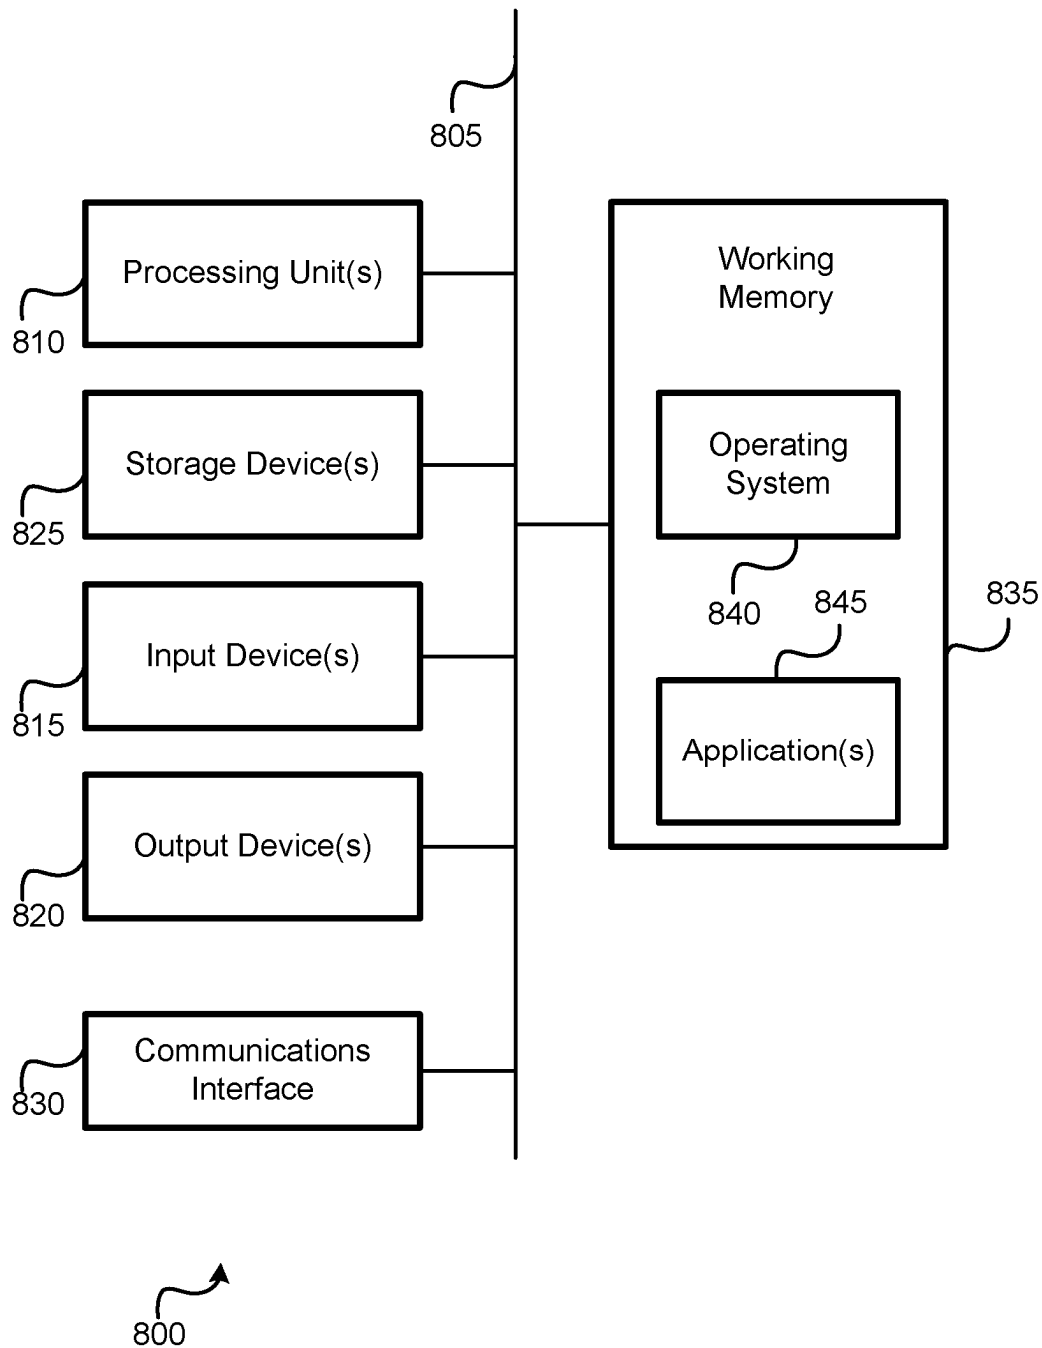 805
Processing Unit(s)
810
Storage Device(s)
825
Input Device(s)
815
Output Device(s)
820
Communications
Interface
830
Working
Memory
Operating
System
840
845
835
Application(s)
800